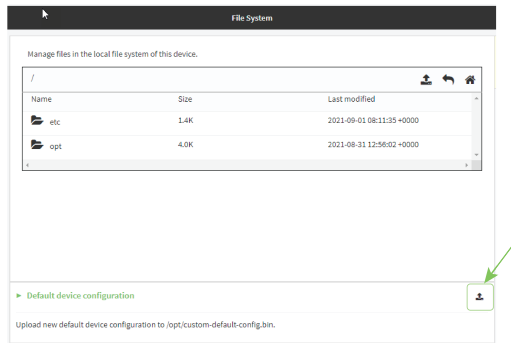 File System
Manage files in the local file system of this device.
/
Name Size Last modified
etc 1.4K 2021-09-01 08:11:35 +0000
opt 4.0K 2021-08-31 12:56:02 +0000
Default device configuration
Upload new default device configuration to /opt/custom-default-config.bin.